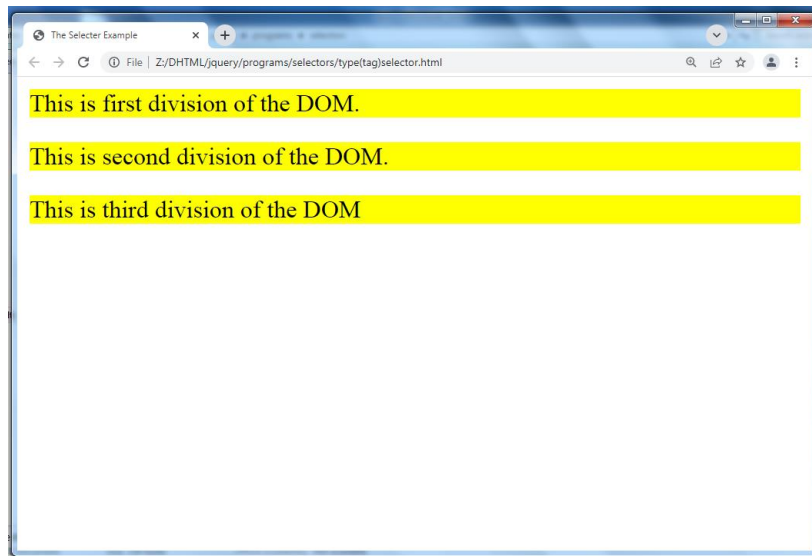 The Selecter Example
File | Z:/DHTML/jquery/programs/selectors/type(tag)selector.html
This is first division of the DOM.
This is second division of the DOM.
This is third division of the DOM